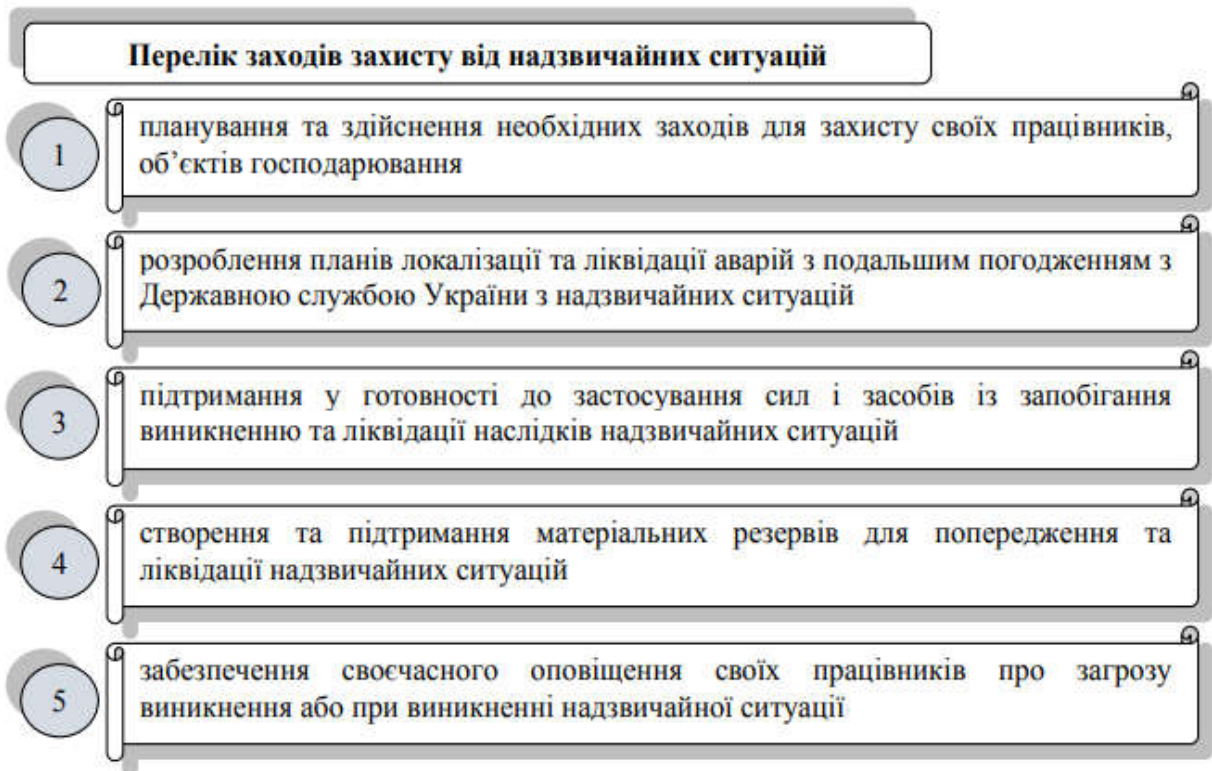 Перелік заходів захисту від надзвичайних ситуацій
1
планування та здійснення необхідних заходів для захисту своїх працівників,
об’єктів господарювання
2
розроблення планів локалізації та ліквідації аварій з подальшим погодженням з
Державною службою України з надзвичайних ситуацій
3
підтримання у готовності до застосування сил і засобів із запобігання
виникненню та ліквідації наслідків надзвичайних ситуацій
4
створення та підтримання матеріальних резервів для попередження та
ліквідації надзвичайних ситуацій
5
забезпечення своєчасного оповіщення своїх працівників про загрозу
виникнення або при виникненні надзвичайної ситуації